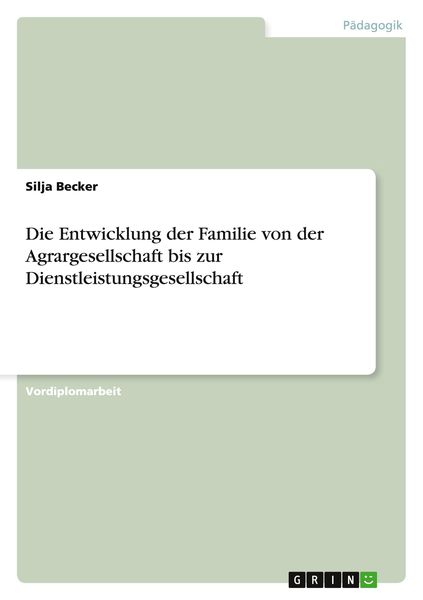 Pädagogik
Silja Becker
Die Entwicklung der Familie von der
Agrargesellschaft bis zur
Dienstleistungsgesellschaft
Vordiplomarbeit
GRIN